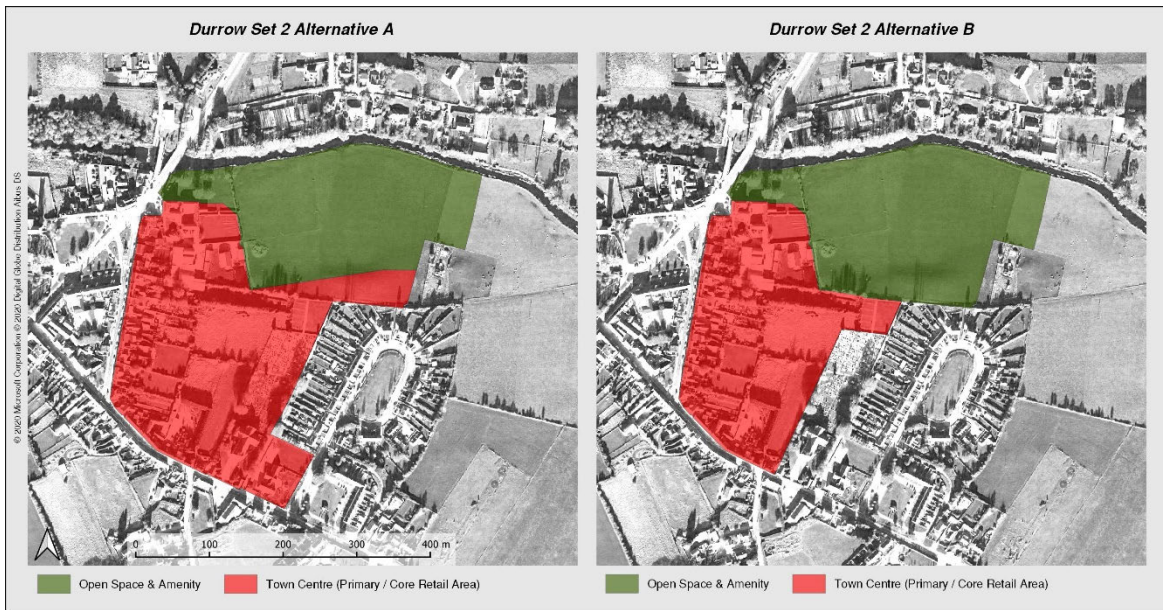 Durrow Set 2 Alternative A
Durrow Set 2 Alternative B
© 2020 Microsoft Corporation © 2020 Digital Globe Distribution Aibus DS
0 100 200 300 400 m
Open Space & Amenity
Town Centre (Primary / Core Retail Area)
Open Space & Amenity
Town Centre (Primary / Core Retail Area)